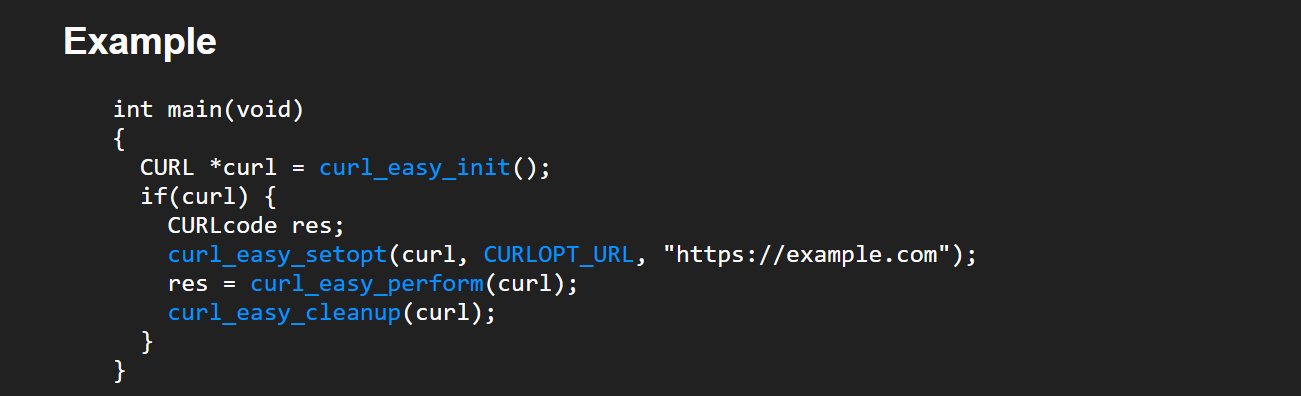 Example
int main(void)
{
  CURL *curl = curl_easy_init();
  if(curl) {
    CURLcode res;
    curl_easy_setopt(curl, CURLOPT_URL, "https://example.com");
    res = curl_easy_perform(curl);
    curl_easy_cleanup(curl);
  }
}